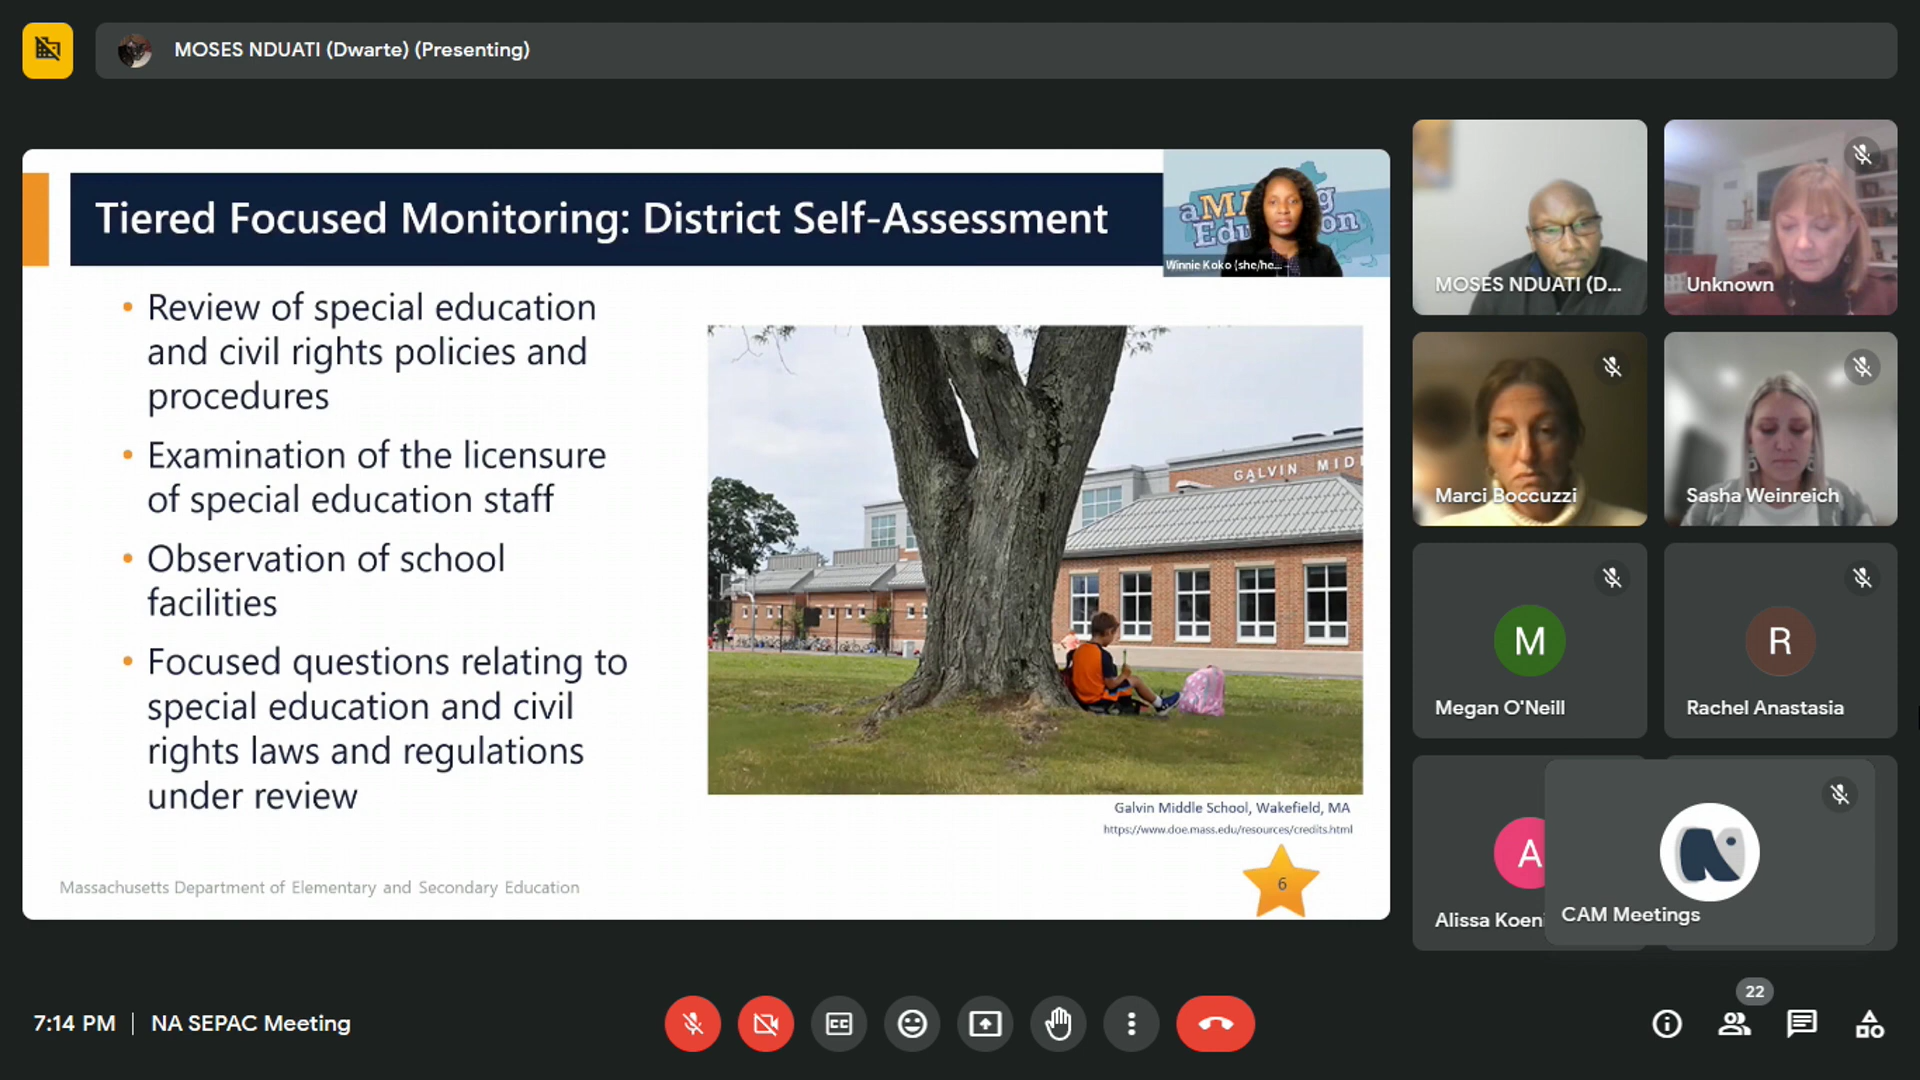 MOSES NDUATI (Dwarte) (Presenting)
Tiered Focused Monitoring: District Self-Assessment
Winnie Koko (she/he...
• Review of special education
and civil rights policies and
procedures
• Examination of the licensure
of special education staff
• Observation of school
facilities
• Focused questions relating to
special education and civil
rights laws and regulations
under review
GALVIN MIDI
Galvin Middle School, Wakefield, MA
https://www.doe.mass.edu/resources/credits.html
Massachusetts Department of Elementary and Secondary Education
6
MOSES NDUATI (D...
Unknown
Marci Boccuzzi
Sasha Weinreich
M
Megan O'Neill
R
Rachel Anastasia
A
Alissa Koeni
CAM Meetings
7:14 PM | NA SEPAC Meeting
CC
22